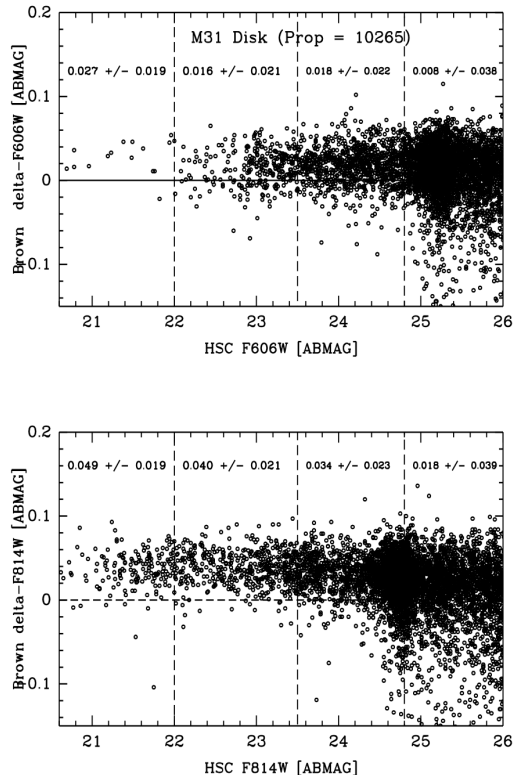 0.2
M31 Disk (Prop = 10265)
0.027 +/- 0.019 0.016 +/- 0.021 0.018 +/- 0.022 0.008 +/- 0.038
0.1
0
-0.1
Brown delta-F606W [ABMAG]
21 22 23 24 25 26
HSC F606W [ABMAG]
0.2
0.049 +/- 0.019 0.040 +/- 0.021 0.034 +/- 0.023 0.018 +/- 0.039
0.1
0
-0.1
Brown delta-F814W [ABMAG]
21 22 23 24 25 26
HSC F814W [ABMAG]